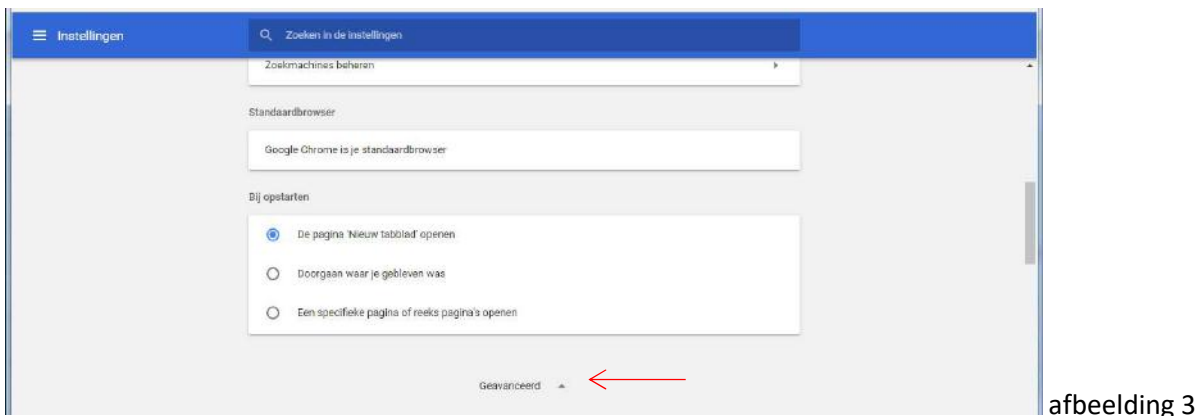 Instellingen
Zoeken in de instellingen
Zoekmachines beheren
Standaardbrowser
Google Chrome is je standaardbrowser
Bij opstarten
De pagina 'Nieuw tabblad' openen
Doorgaan waar je gebleven was
Een specifieke pagina of reeks pagina's openen
Geavanceerd
afbeelding 3